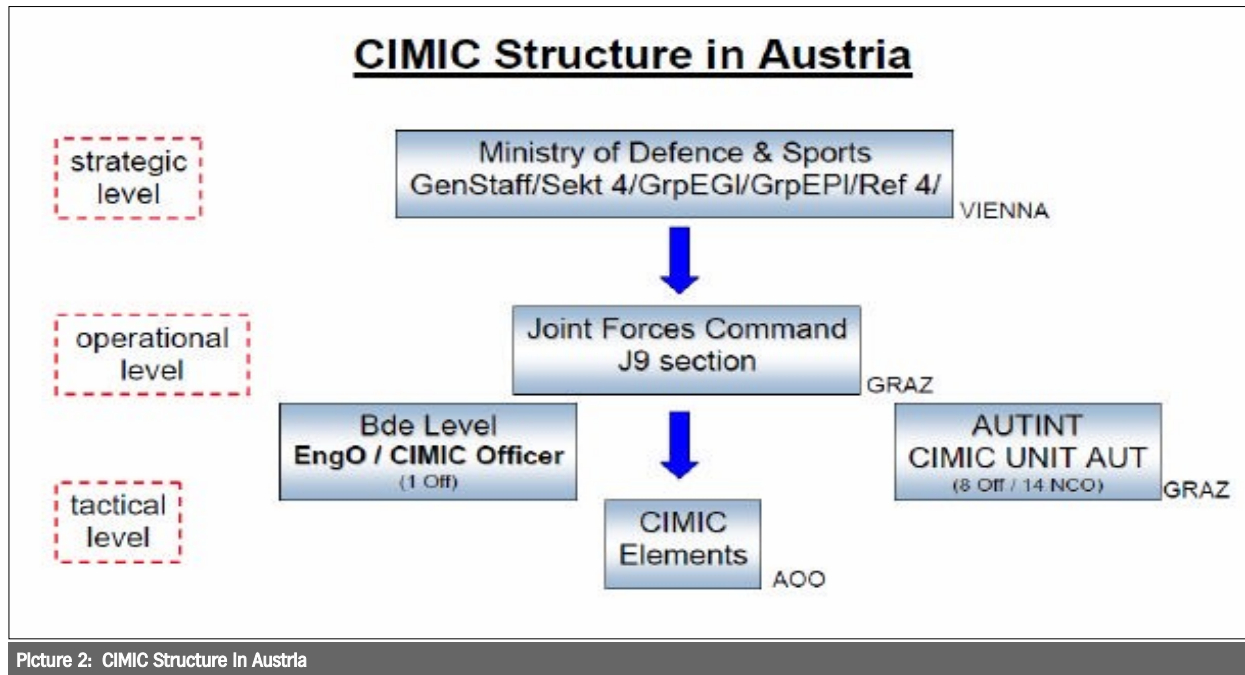 CIMIC Structure in Austria
strategic
level
Ministry of Defence & Sports
GenStaff/Sekt 4/GrpEGI/GrpEPI/Ref 4/
VIENNA
operational
level
Joint Forces Command
J9 section
GRAZ
Bde Level
EngO / CIMIC Officer
(1 Off)
AUTINT
CIMIC UNIT AUT
(8 Off / 14 NCO)
GRAZ
tactical
level
CIMIC
Elements
AOO
Picture 2: CIMIC Structure in Austria